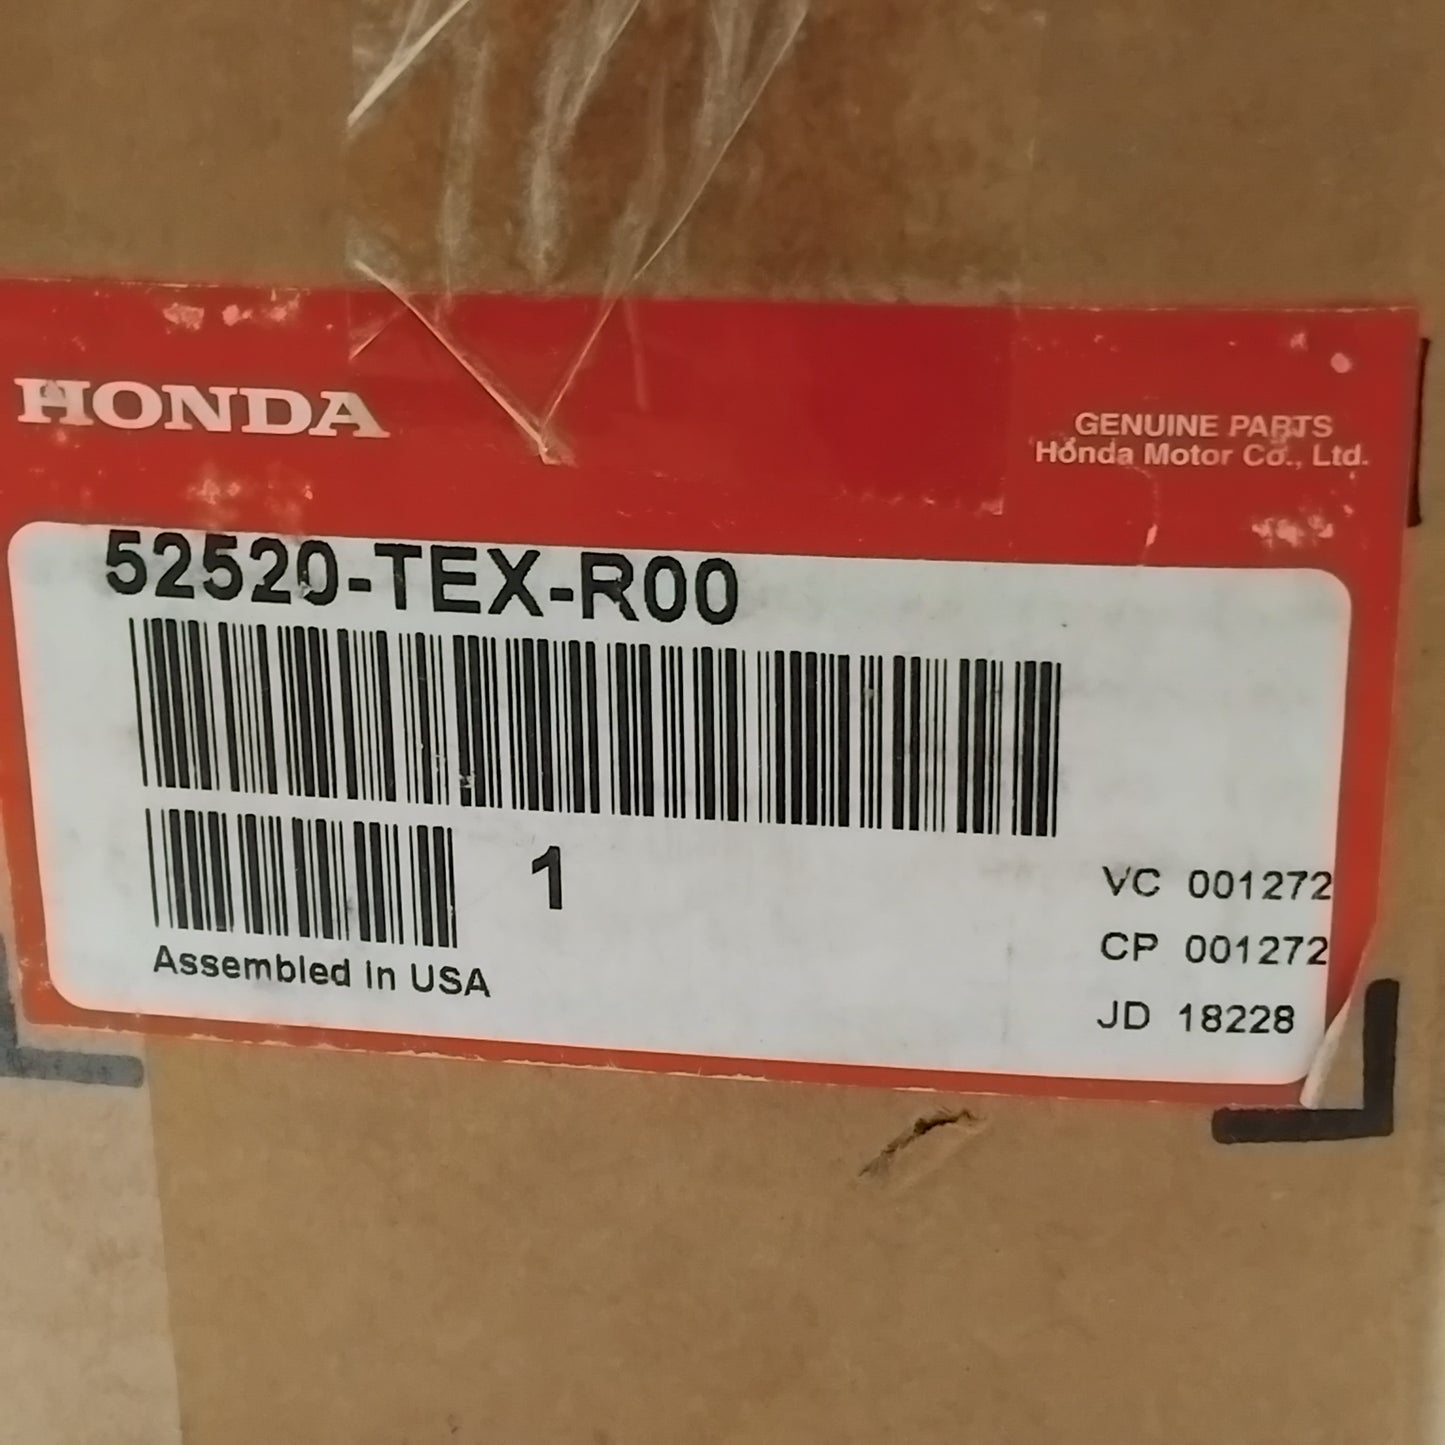 HONDA
GENUINE PARTS
Honda Motor Co., Ltd.
52520-TEX-R00
1
Assembled in USA
VC 001272
CP 001272
JD 18228